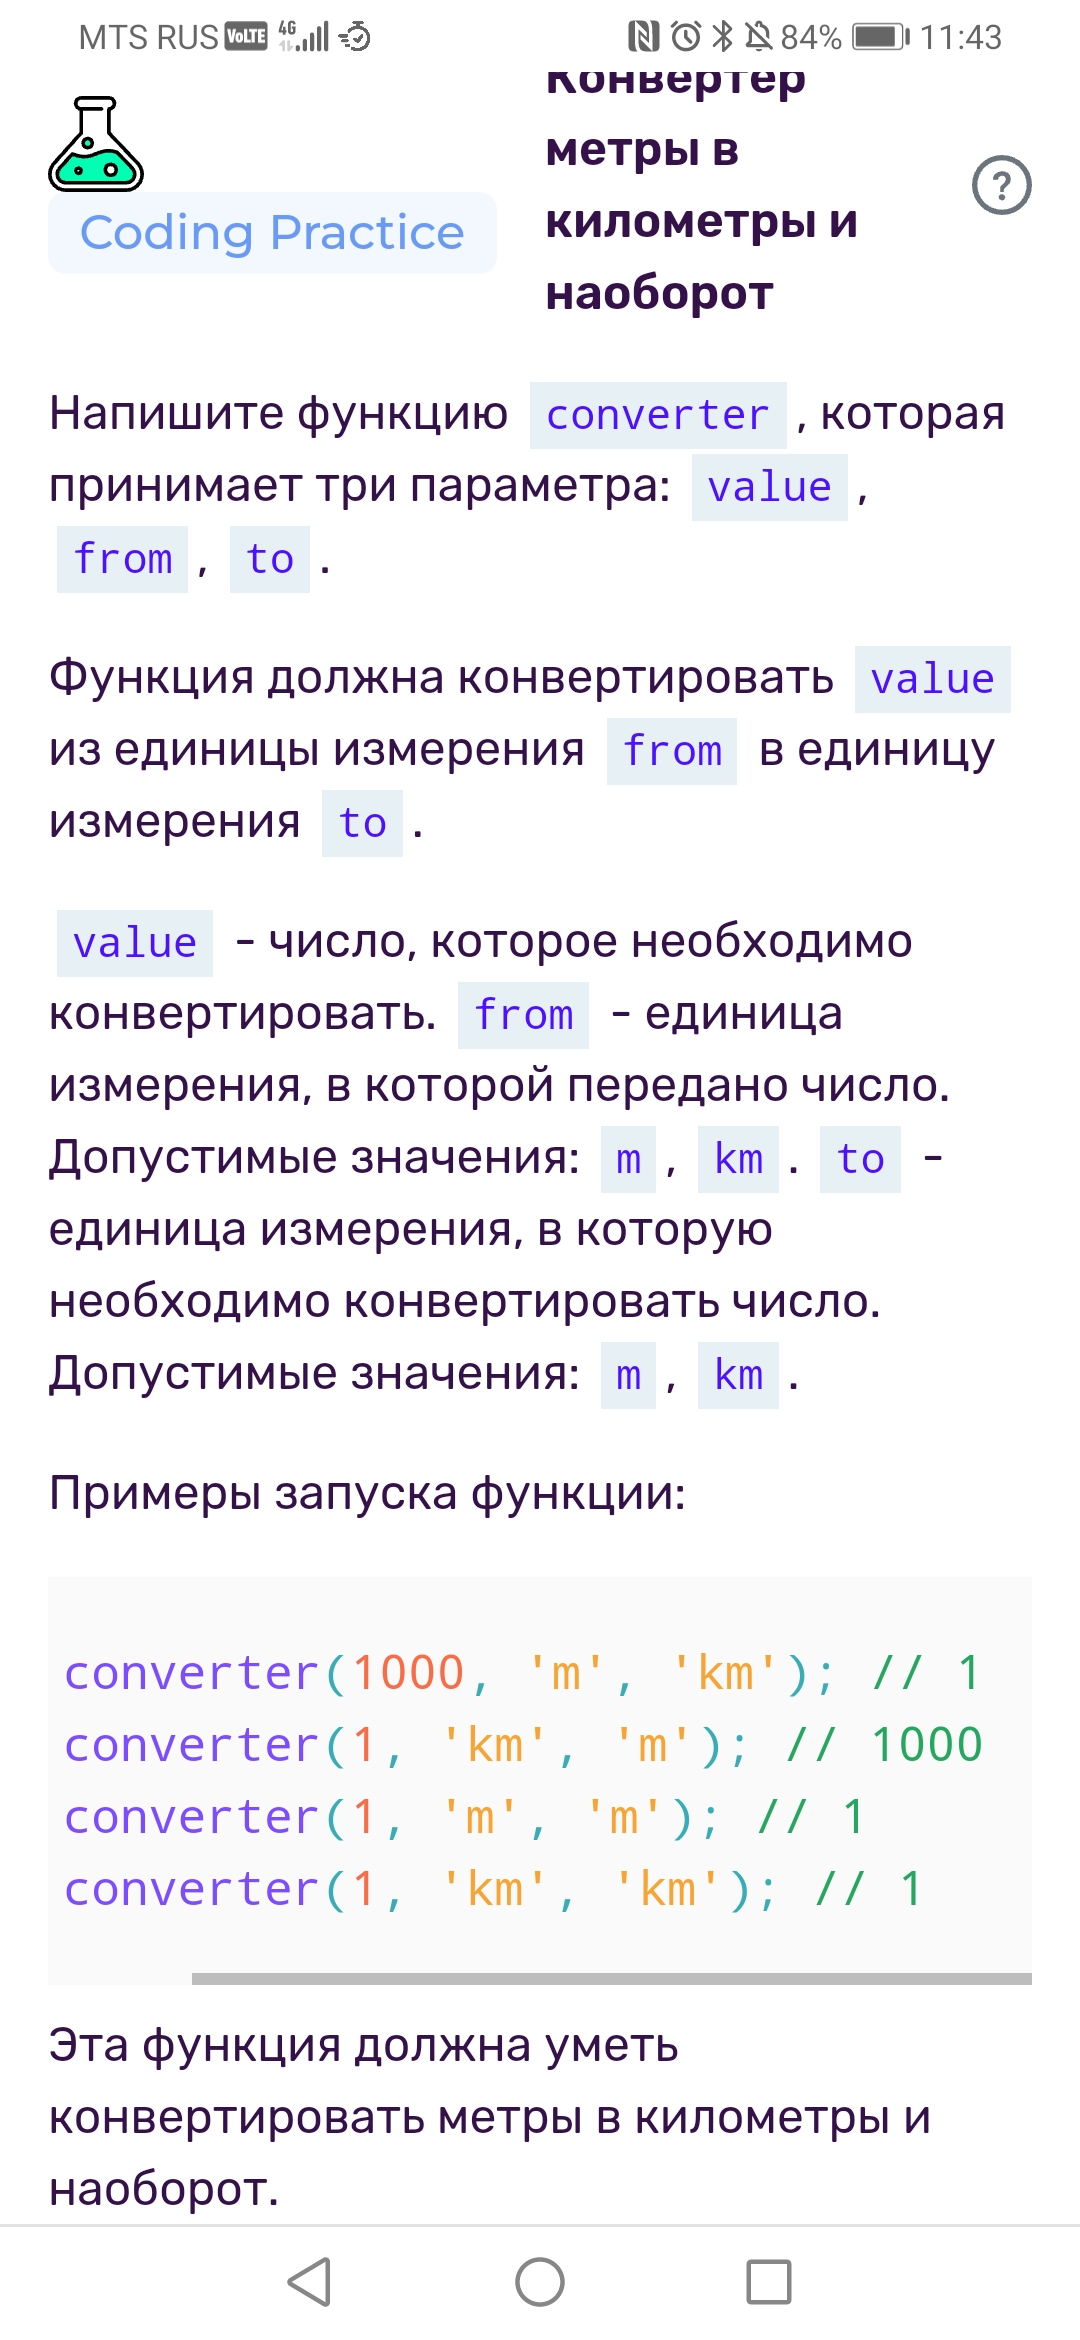 MTS RUS VoLTE 4G 84% 11:43
Конвертер
метры в
километры и
наоборот
?
Coding Practice
Напишите функцию converter , которая
принимает три параметра: value ,
from , to .
Функция должна конвертировать value
из единицы измерения from в единицу
измерения to .
value - число, которое необходимо
конвертировать. from - единица
измерения, в которой передано число.
Допустимые значения: m , km . to -
единица измерения, в которую
необходимо конвертировать число.
Допустимые значения: m , km .
Примеры запуска функции:
converter(1000, 'm', 'km'); // 1
converter(1, 'km', 'm'); // 1000
converter(1, 'm', 'm'); // 1
converter(1, 'km', 'km'); // 1
Эта функция должна уметь
конвертировать метры в километры и
наоборот.